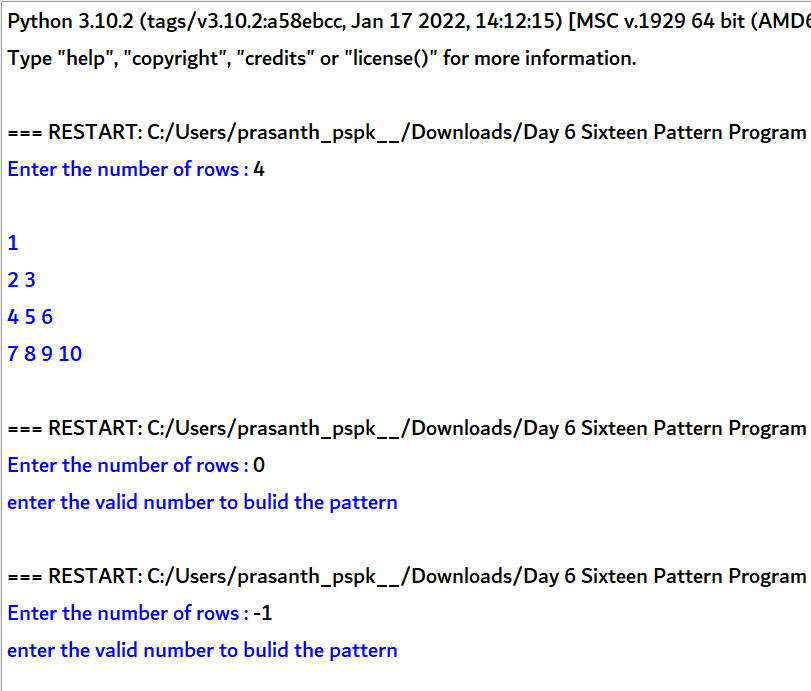 Python 3.10.2 (tags/v3.10.2:a58ebcc, Jan 17 2022, 14:12:15) [MSC v.1929 64 bit (AMD6
Type "help", "copyright", "credits" or "license()" for more information.
=== RESTART: C:/Users/prasanth_pspk__/Downloads/Day 6 Sixteen Pattern Program
Enter the number of rows : 4
1
2 3
4 5 6
7 8 9 10
=== RESTART: C:/Users/prasanth_pspk__/Downloads/Day 6 Sixteen Pattern Program
Enter the number of rows : 0
enter the valid number to bulid the pattern
=== RESTART: C:/Users/prasanth_pspk__/Downloads/Day 6 Sixteen Pattern Program
Enter the number of rows : -1
enter the valid number to bulid the pattern